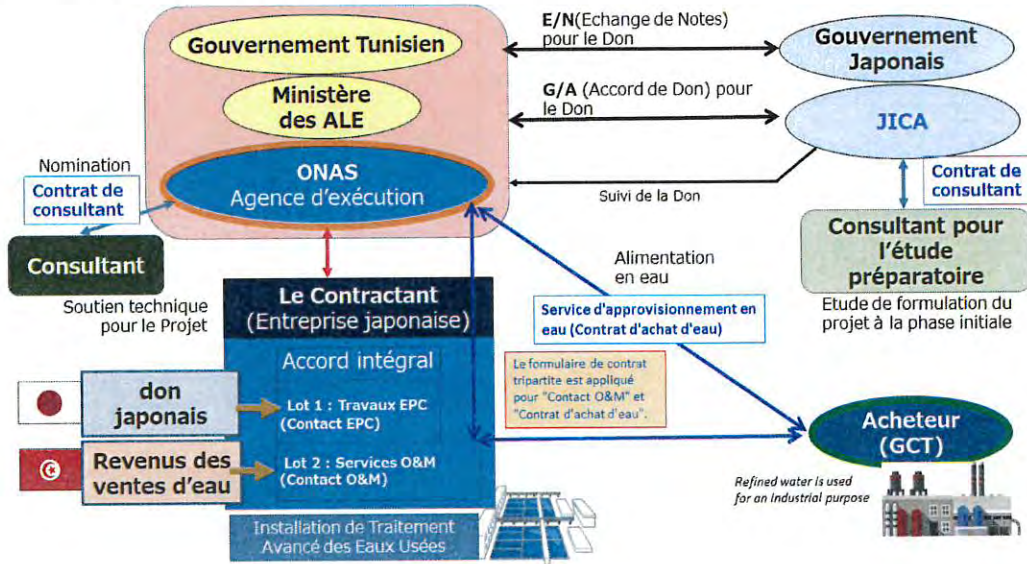 E/N(Echange de Notes)
pour le Don
Gouvernement Tunisien
Gouvernement
Japonais
Ministère
des ALE
G/A (Accord de Don) pour
le Don
JICA
Nomination
Contrat de
consultant
ONAS
Agence d'exécution
Suivi de la Don
Contrat de
consultant
Consultant
Soutien technique
pour le Projet
Consultant pour
l'étude
préparatoire
Etude de formulation du
projet à la phase initiale
Alimentation
en eau
Le Contractant
(Entreprise japonaise)
Service d'approvisionnement en
eau (Contrat d'achat d'eau)
Accord intégral
Le formulaire de contrat
tripartite est appliqué
pour "Contact O&M" et
"Contrat d'achat d'eau".
don
japonais
Lot 1 : Travaux EPC
(Contact EPC)
Revenus des
ventes d'eau
Lot 2 : Services O&M
(Contact O&M)
Acheteur
(GCT)
Refined water is used
for an industrial purpose
Installation de Traitement
Avancé des Eaux Usées